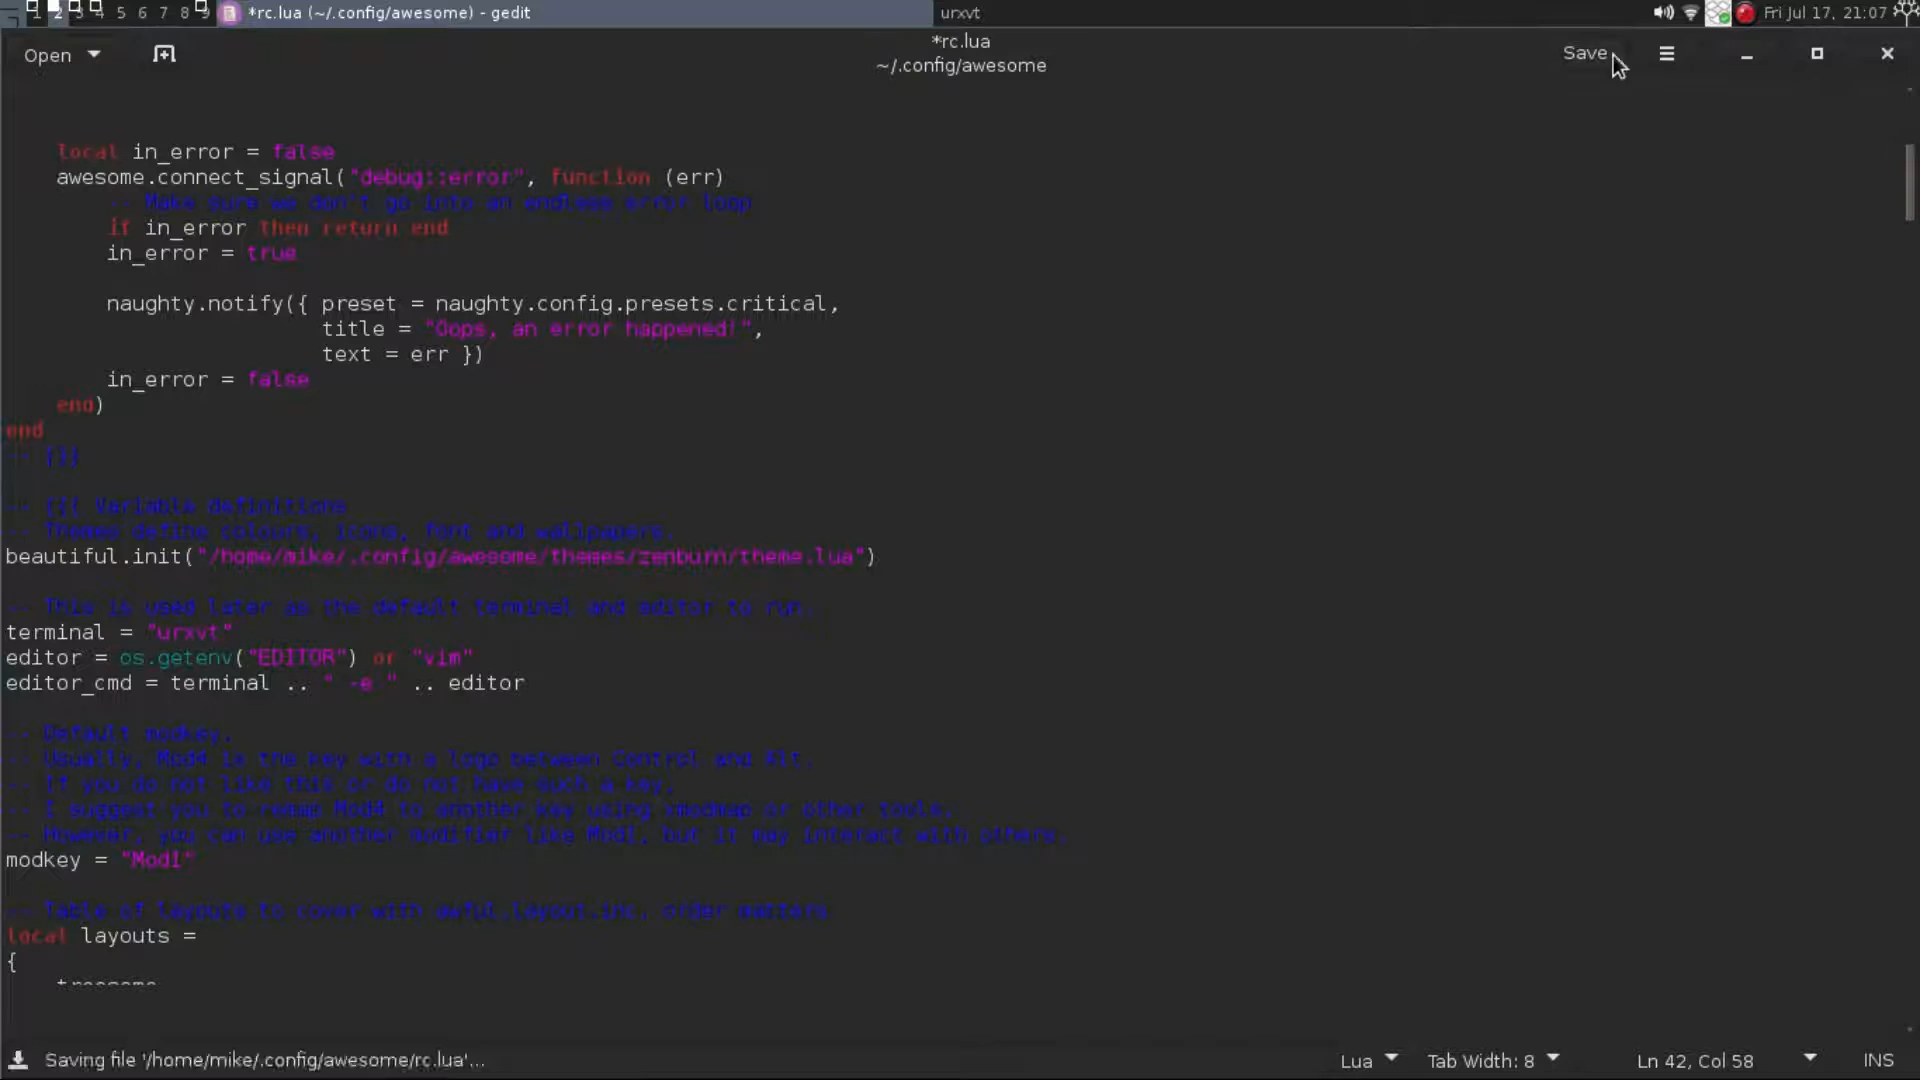 1 2 3 4 5 6 7 8 9 *rc.lua (~/.config/awesome) - gedit urxvt Fri Jul 17, 21:07
Open *rc.lua Save
~/.config/awesome
local in_error = false
awesome.connect_signal("debug::error", function (err)
-- Make sure we don't go into an endless error loop
if in_error then return end
in_error = true
naughty.notify({ preset = naughty.config.presets.critical,
title = "Oops, an error happened!",
text = err })
in_error = false
end)
end
-- }}}
-- {{{ Variable definitions
-- Themes define colours, icons, font and wallpapers.
beautiful.init("/home/mike/.config/awesome/themes/zenburn/theme.lua")
-- This is used later as the default terminal and editor to run.
terminal = "urxvt"
editor = os.getenv("EDITOR") or "vim"
editor_cmd = terminal .. " -e " .. editor
-- Default modkey.
-- Usually, Mod4 is the key with a logo between Control and Alt.
-- If you do not like this or do not have such a key,
-- I suggest you to remap Mod4 to another key using xmodmap or other tools.
-- However, you can use another modifier like Mod1, but it may interact with others.
modkey = "Mod1"
-- Table of layouts to cover with awful.layout.inc, order matters.
local layouts =
{
treesome
Saving file '/home/mike/.config/awesome/rc.lua'... Lua Tab Width: 8 Ln 42, Col 58 INS